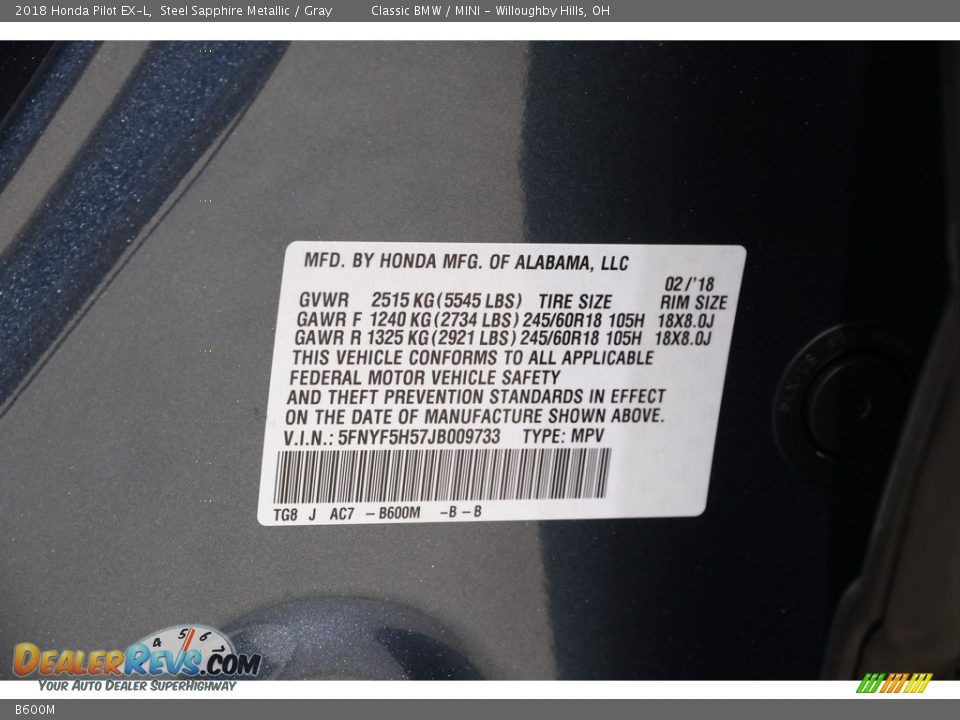 2018 Honda Pilot EX-L, Steel Sapphire Metallic / Gray Classic BMW / MINI - Willoughby Hills, OH
MFD. BY HONDA MFG. OF ALABAMA, LLC
02/'18
GVWR 2515 KG (5545 LBS) TIRE SIZE RIM SIZE
GAWR F 1240 KG (2734 LBS) 245/60R18 105H 18X8.0J
GAWR R 1325 KG (2921 LBS) 245/60R18 105H 18X8.0J
THIS VEHICLE CONFORMS TO ALL APPLICABLE
FEDERAL MOTOR VEHICLE SAFETY
AND THEFT PREVENTION STANDARDS IN EFFECT
ON THE DATE OF MANUFACTURE SHOWN ABOVE.
V.I.N.: 5FNYF5H57JB009733 TYPE: MPV
TG8 J AC7 - B600M - B - B
4 5 6
DEALERREVS.COM
YOUR AUTO DEALER SUPERHIGHWAY
B600M